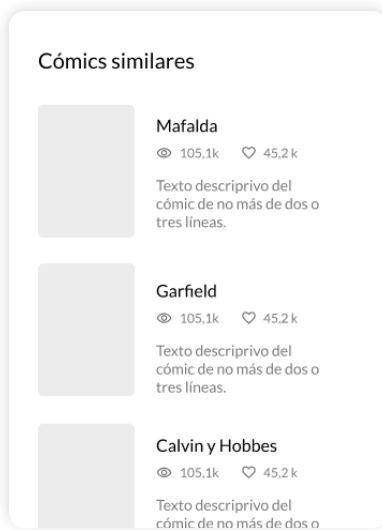 Cómics similares
Mafalda
105,1k 45,2 k
Texto descriprivo del
cómic de no más de dos o
tres líneas.
Garfield
105,1k 45,2 k
Texto descriprivo del
cómic de no más de dos o
tres líneas.
Calvin y Hobbes
105,1k 45,2 k
Texto descriprivo del
cómic de no más de dos o